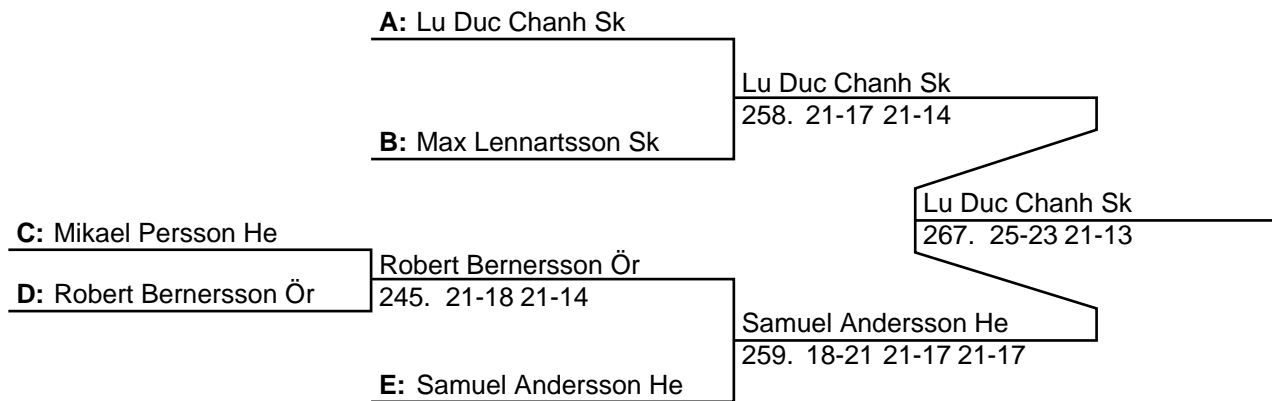 A: Lu Duc Chanh Sk
Lu Duc Chanh Sk
258. 21-17 21-14
B: Max Lennartsson Sk
Lu Duc Chanh Sk
267. 25-23 21-13
C: Mikael Persson He
Robert Bernersson Ör
245. 21-18 21-14
D: Robert Bernersson Ör
Samuel Andersson He
259. 18-21 21-17 21-17
E: Samuel Andersson He